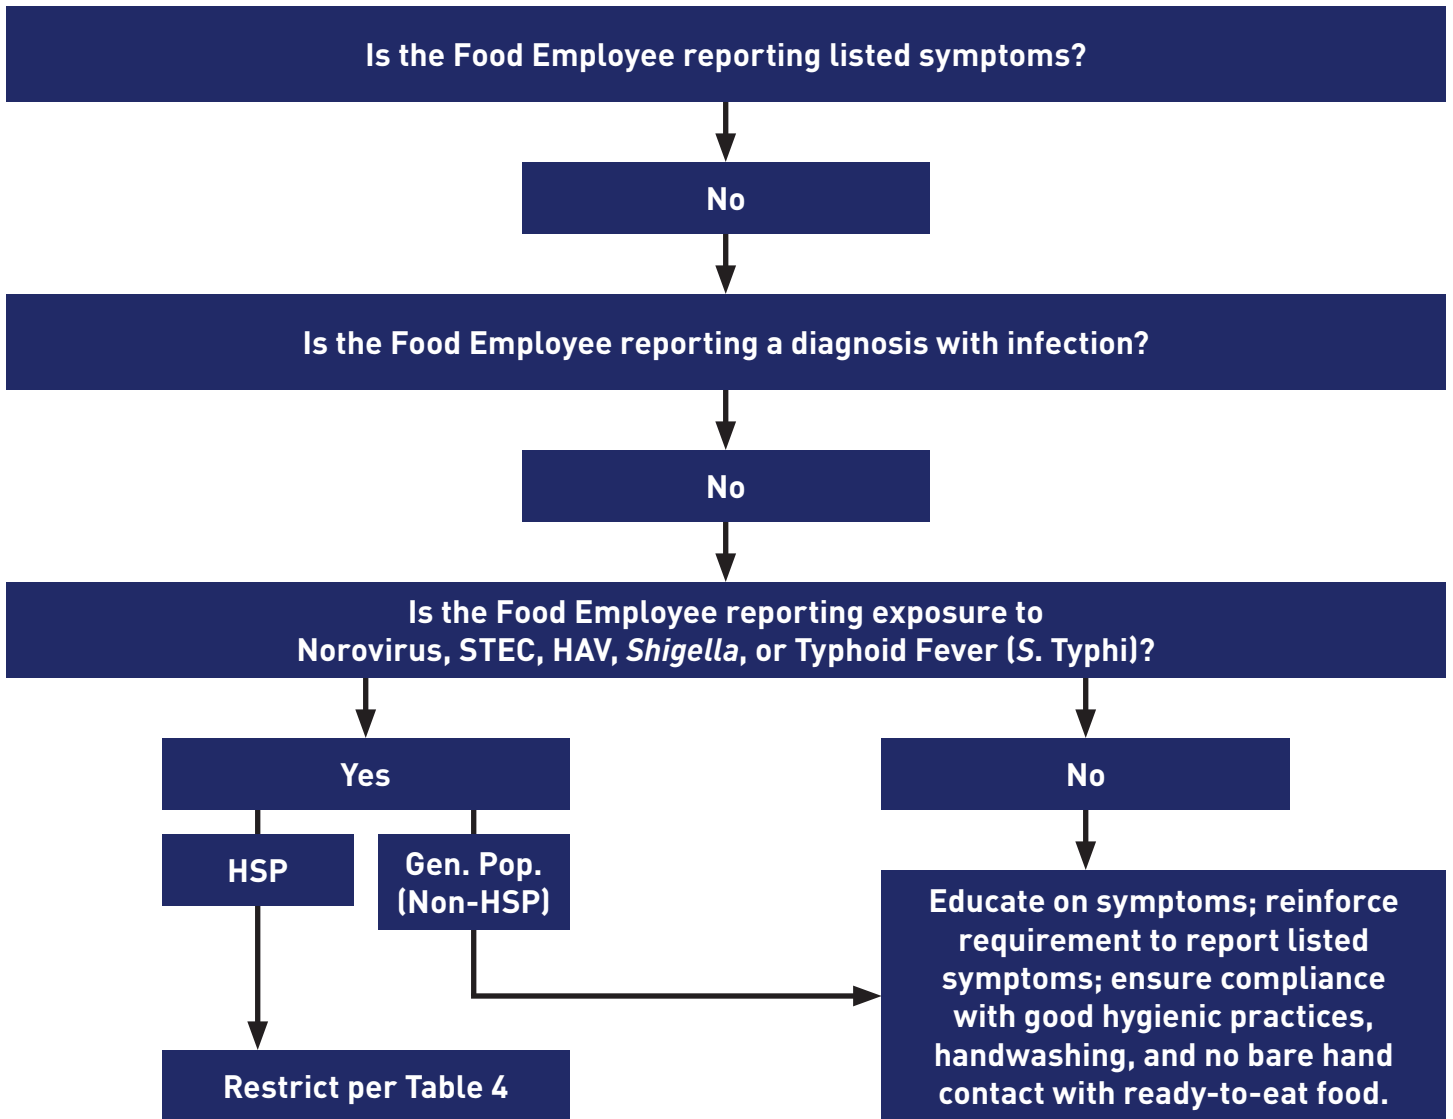 Is the Food Employee reporting listed symptoms?
No
Is the Food Employee reporting a diagnosis with infection?
No
Is the Food Employee reporting exposure to
Norovirus, STEC, HAV, Shigella, or Typhoid Fever (S. Typhi)?
Yes
No
HSP
Gen. Pop.
(Non-HSP)
Educate on symptoms; reinforce
requirement to report listed
symptoms; ensure compliance
with good hygienic practices,
handwashing, and no bare hand
contact with ready-to-eat food.
Restrict per Table 4